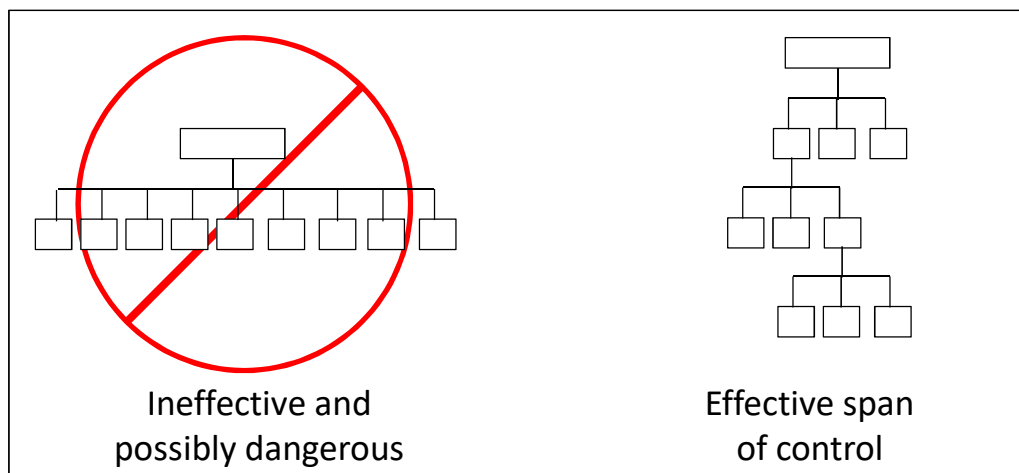 Ineffective and
possibly dangerous
Effective span
of control